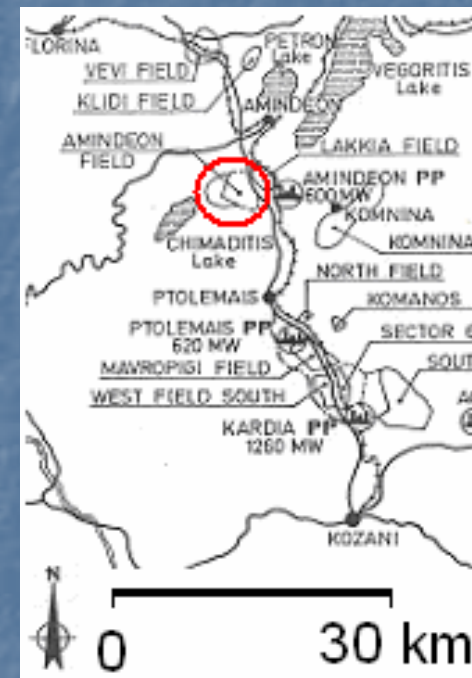 FLORINA
PETRON
Lake
VEVI FIELD
VEGORITIS
Lake
KLIDI FIELD
AMINDEON
AMINDEON
FIELD
LAKKIA FIELD
AMINDEON PP
600MW
KOMNINA
KOMNINA
CHIMADITIS
Lake
NORTH FIELD
PTOLEMAIS
KOMANOS
PTOLEMAIS PP
620 MW
SECTOR 6
MAVROPIGI FIELD
SOUT
WEST FIELD SOUTH
KARDIA PP
1260 MW
KOZANI
N
0
30 km